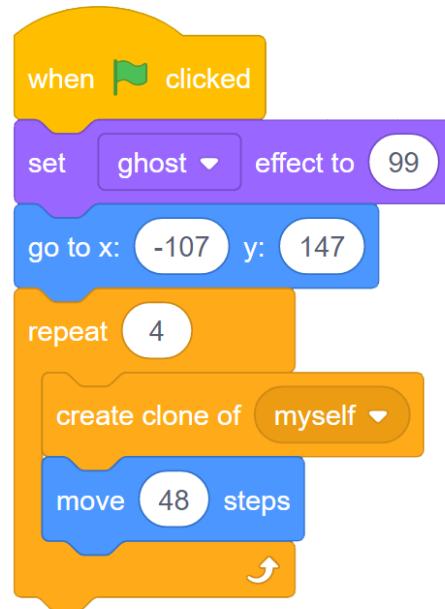 when clicked
set ghost effect to 99
go to x: -107 y: 147
repeat 4
create clone of myself
move 48 steps